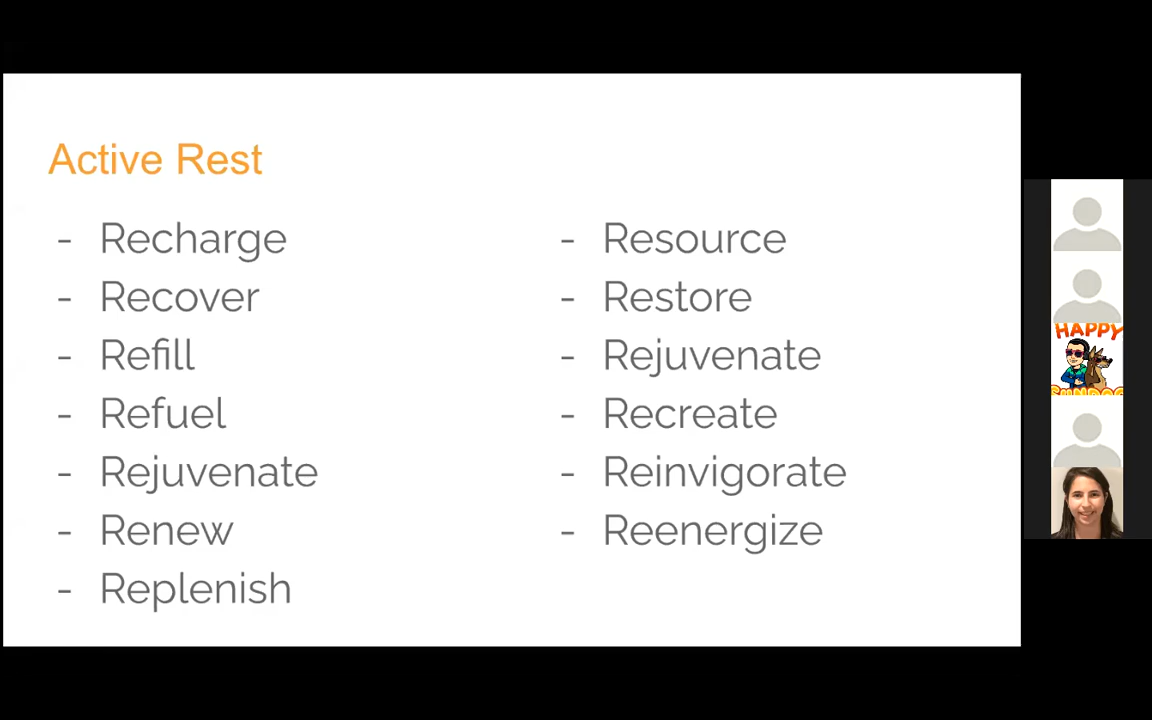 Active Rest
- Recharge
- Recover
- Refill
- Refuel
- Rejuvenate
- Renew
- Replenish
- Resource
- Restore
- Rejuvenate
- Recreate
- Reinvigorate
- Reenergize
HAPPY